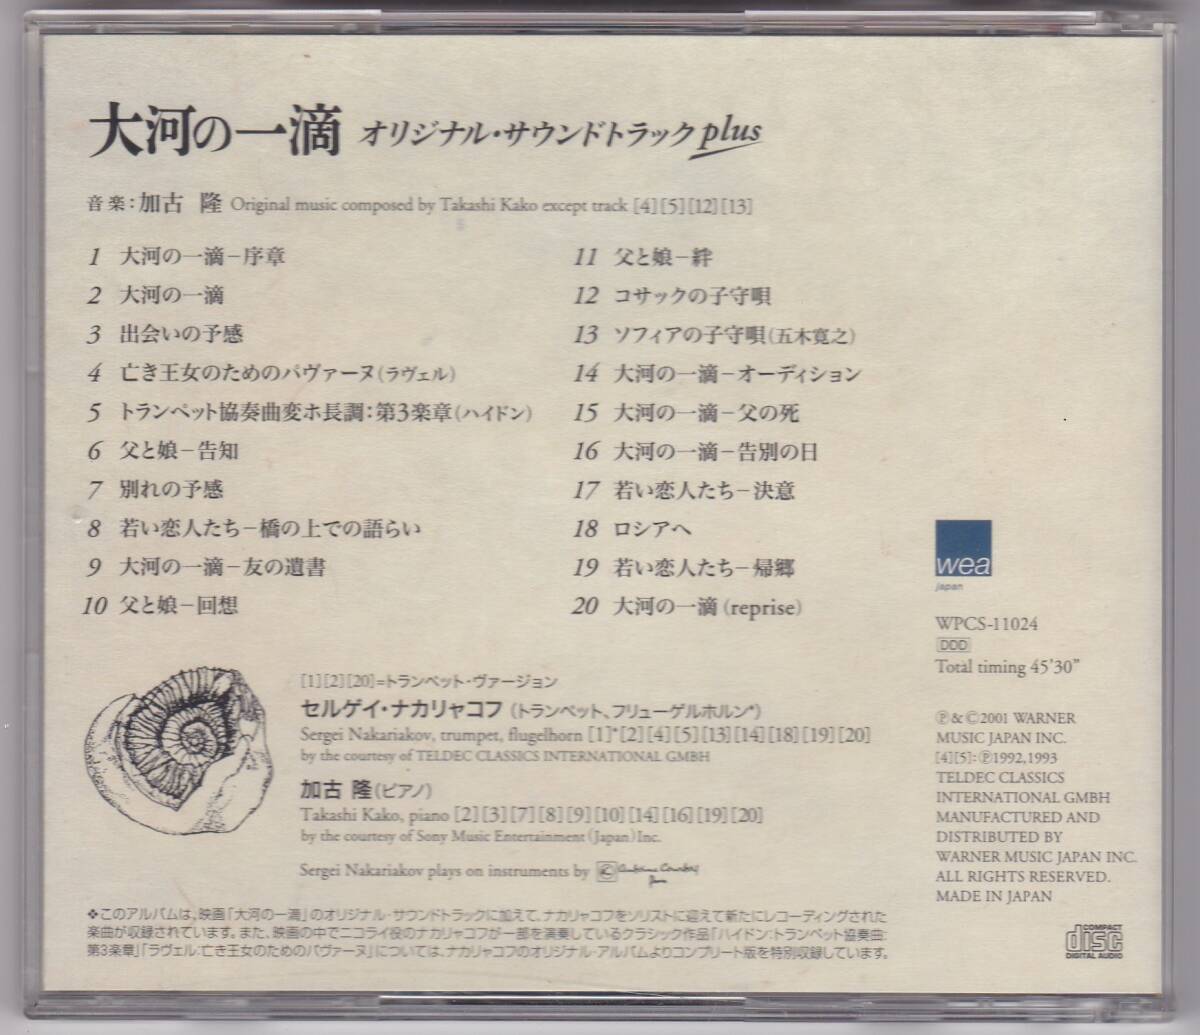 大河の一滴 オリジナル・サウンドトラック plus
音楽：加古 隆 Original music composed by Takashi Kako except track [4][5][12][13]
1 大河の一滴－序章
2 大河の一滴
3 出会いの予感
4 亡き王女のためのパヴァーヌ（ラヴェル）
5 トランペット協奏曲変ホ長調：第3楽章（ハイドン）
6 父と娘－告知
7 別れの予感
8 若い恋人たち－橋の上での語らい
9 大河の一滴－友の遺書
10 父と娘－回想
11 父と娘－絆
12 コサックの子守唄
13 ソフィアの子守唄（五木寛之）
14 大河の一滴－オーディション
15 大河の一滴－父の死
16 大河の一滴－告別の日
17 若い恋人たち－決意
18 ロシアへ
19 若い恋人たち－帰郷
20 大河の一滴（reprise）
[1][2][20]=トランペット・ヴァージョン
セルゲイ・ナカリャコフ（トランペット、フリューゲルホルン*）
Sergei Nakariakov, trumpet, flugelhorn [1]*[2][4][5][13][14][18][19][20]
by the courtesy of TELDEC CLASSICS INTERNATIONAL GMBH
加古 隆（ピアノ）
Takashi Kako, piano [2][3][7][8][9][10][14][16][19][20]
by the courtesy of Sony Music Entertainment (Japan) Inc.
Sergei Nakariakov plays on instruments by
❖このアルバムは、映画「大河の一滴」のオリジナル・サウンドトラックに加えて、ナカリャコフをソリストに迎えて新たにレコーディングされた
楽曲が収録されています。また、映画の中でニコライ役のナカリャコフが一部を演奏しているクラシック作品「ハイドン：トランペット協奏曲：
第3楽章」「ラヴェル：亡き王女のためのパヴァーヌ」については、ナカリャコフのオリジナル・アルバムよりコンプリート版を特別収録しています。
wea
japan
WPCS-11024
DDD
Total timing 45'30"
Ⓟ&Ⓒ2001 WARNER
MUSIC JAPAN INC.
[4][5]:Ⓟ1992,1993
TELDEC CLASSICS
INTERNATIONAL GMBH
MANUFACTURED AND
DISTRIBUTED BY
WARNER MUSIC JAPAN INC.
ALL RIGHTS RESERVED.
MADE IN JAPAN
COMPACT
disc
DIGITAL AUDIO